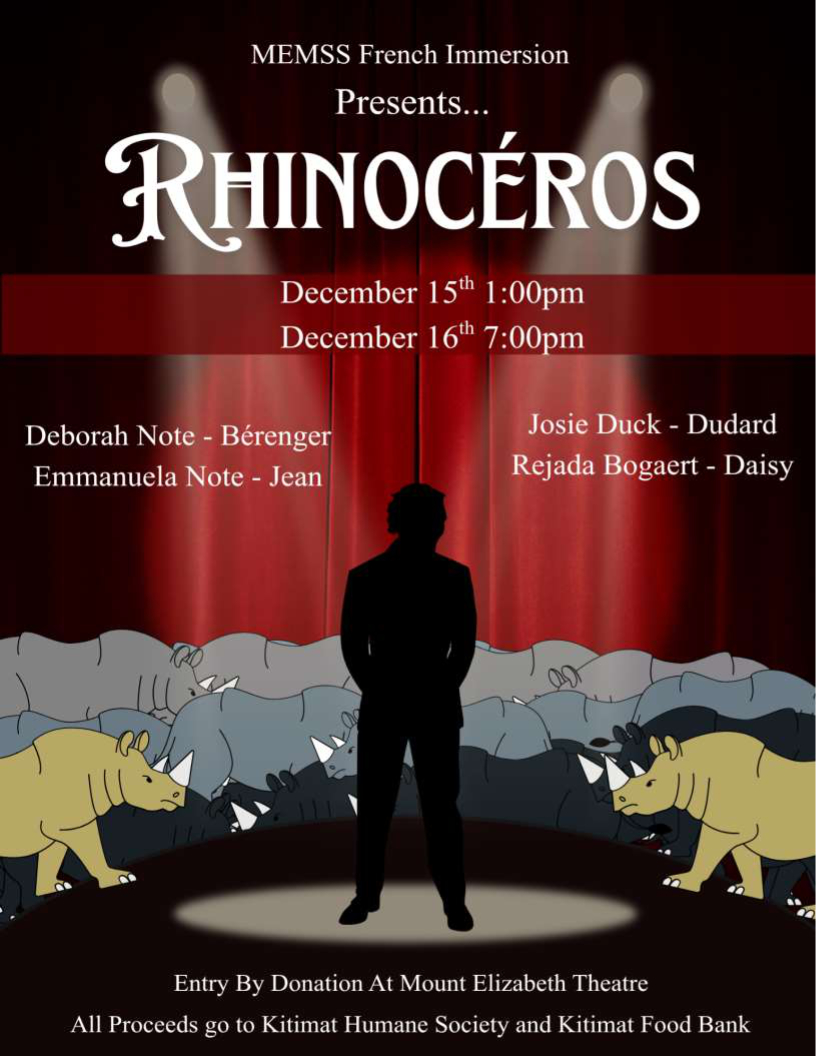 MEMSS French Immersion
Presents...
RHINOCÉROS
December 15th 1:00pm
December 16th 7:00pm
Deborah Note - Bérenger
Emmanuela Note - Jean
Josie Duck - Dudard
Rejada Bogaert - Daisy
Entry By Donation At Mount Elizabeth Theatre
All Proceeds go to Kitimat Humane Society and Kitimat Food Bank